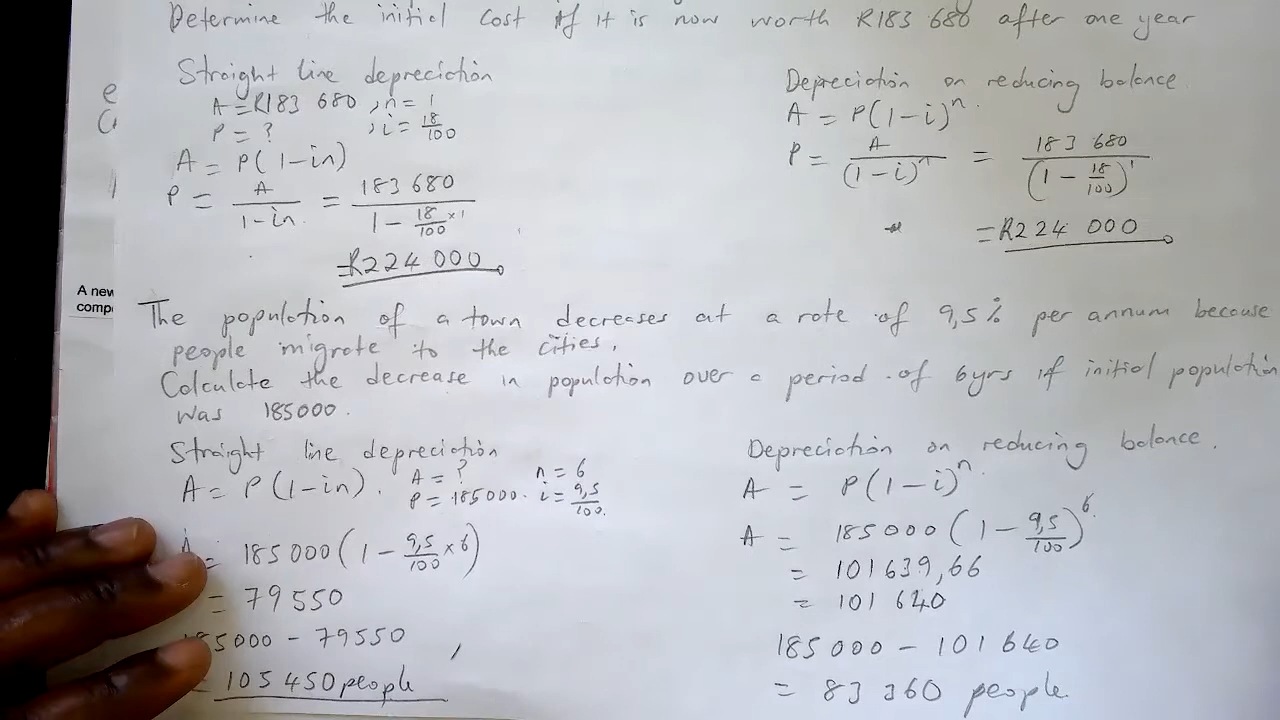 Determine the initial cost if it is now worth R183 680 after one year
Straight line depreciation
A = R183 680 , n = 1
P = ? , i = 18/100
A = P(1-in)
P = A/(1-in) = 183 680/(1 - 18/100 × 1)
= R224 000
Depreciation on reducing balance
A = P(1-i)^n
P = A/(1-i)^n = 183 680/(1 - 18/100)^1
= R224 000
A new
comp
The population of a town decreases at a rate of 9,5% per annum because
people migrate to the cities.
Calculate the decrease in population over a period of 6yrs if initial population
was 185000.
Straight line depreciation
A = P(1-in).
A = ? n = 6
P = 185000. i = 9,5/100.
A = 185 000(1 - 9,5/100 × 6)
= 79 550
185000 - 79550
= 105 450 people
Depreciation on reducing balance.
A = P(1-i)^n.
A = 185 000(1 - 9,5/100)^6.
= 101 639,66
= 101 640
185 000 - 101 640
= 83 360 people.